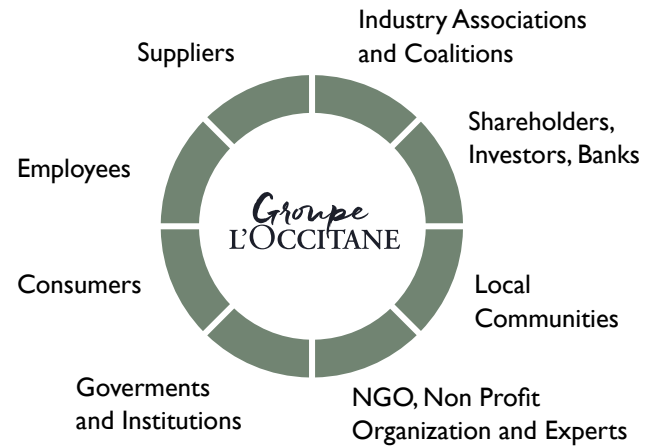 Industry Associations
and Coalitions
Suppliers
Shareholders,
Investors, Banks
Employees
Groupe
L'OCCITANE
Consumers
Local
Communities
Goverments
and Institutions
NGO, Non Profit
Organization and Experts